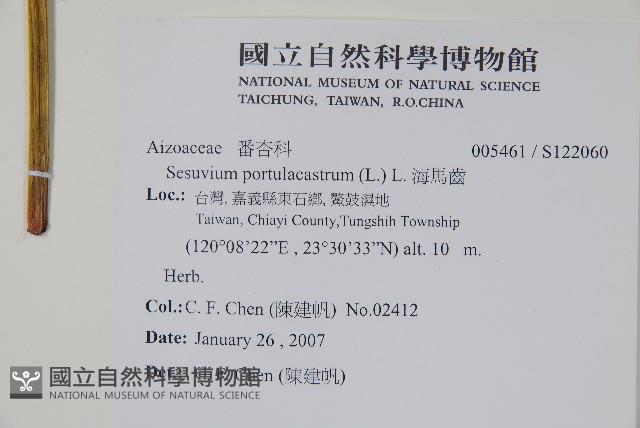 國立自然科學博物館
NATIONAL MUSEUM OF NATURAL SCIENCE
TAICHUNG, TAIWAN, R.O.CHINA
Aizoaceae 番杏科 005461 / S122060
Sesuvium portulacastrum (L.) L. 海馬齒
Loc.: 台灣, 嘉義縣東石鄉, 鰲鼓濕地
Taiwan, Chiayi County,Tungshih Township
(120°08’22”E , 23°30’33”N) alt. 10 m.
Herb.
Col.: C. F. Chen (陳建帆) No.02412
Date: January 26 , 2007
Det.: Chen (陳建帆)
國立自然科學博物館
NATIONAL MUSEUM OF NATURAL SCIENCE